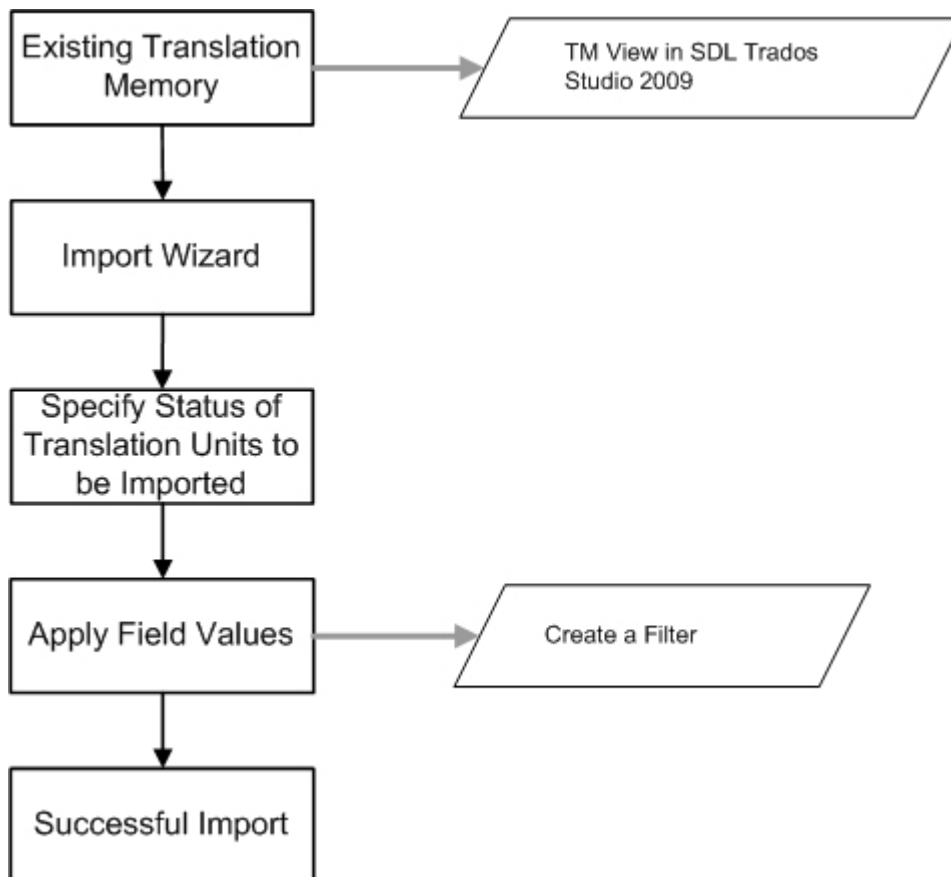 Existing Translation
Memory
TM View in SDL Trados
Studio 2009
Import Wizard
Specify Status of
Translation Units to
be Imported
Apply Field Values
Create a Filter
Successful Import